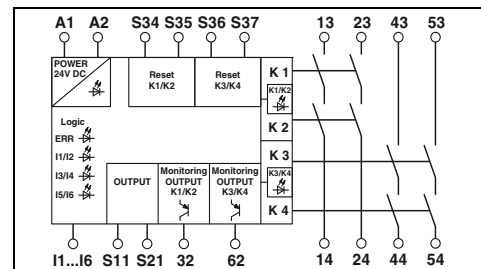 A1 A2 S34 S35 S36 S37 13 23 43 53
POWER
24V DC
Reset
K1/K2
Reset
K3/K4
K 1
K1/K2
K 2
Logic
ERR
I1/I2
I3/I4
I5/I6
K 3
K3/K4
K 4
OUTPUT
Monitoring
OUTPUT
K1/K2
Monitoring
OUTPUT
K3/K4
I1...I6 S11 S21 32 62 14 24 44 54